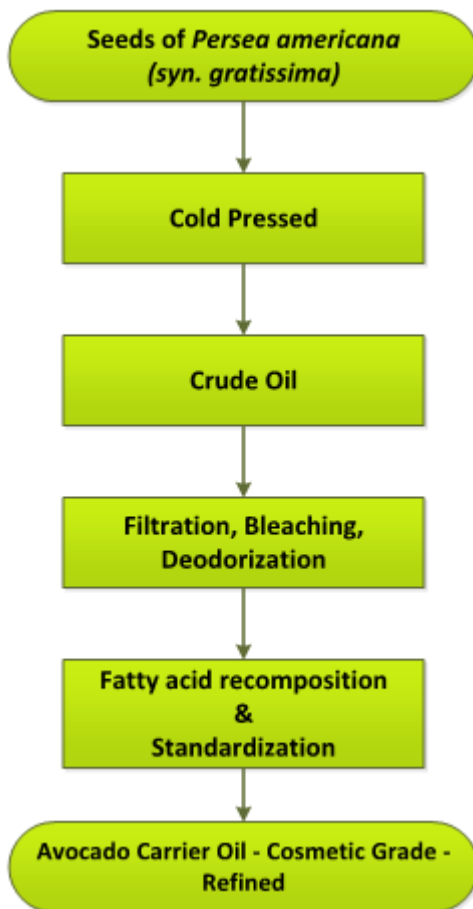 Seeds of Persea americana
(syn. gratissima)
Cold Pressed
Crude Oil
Filtration, Bleaching,
Deodorization
Fatty acid recomposition
&
Standardization
Avocado Carrier Oil - Cosmetic Grade -
Refined